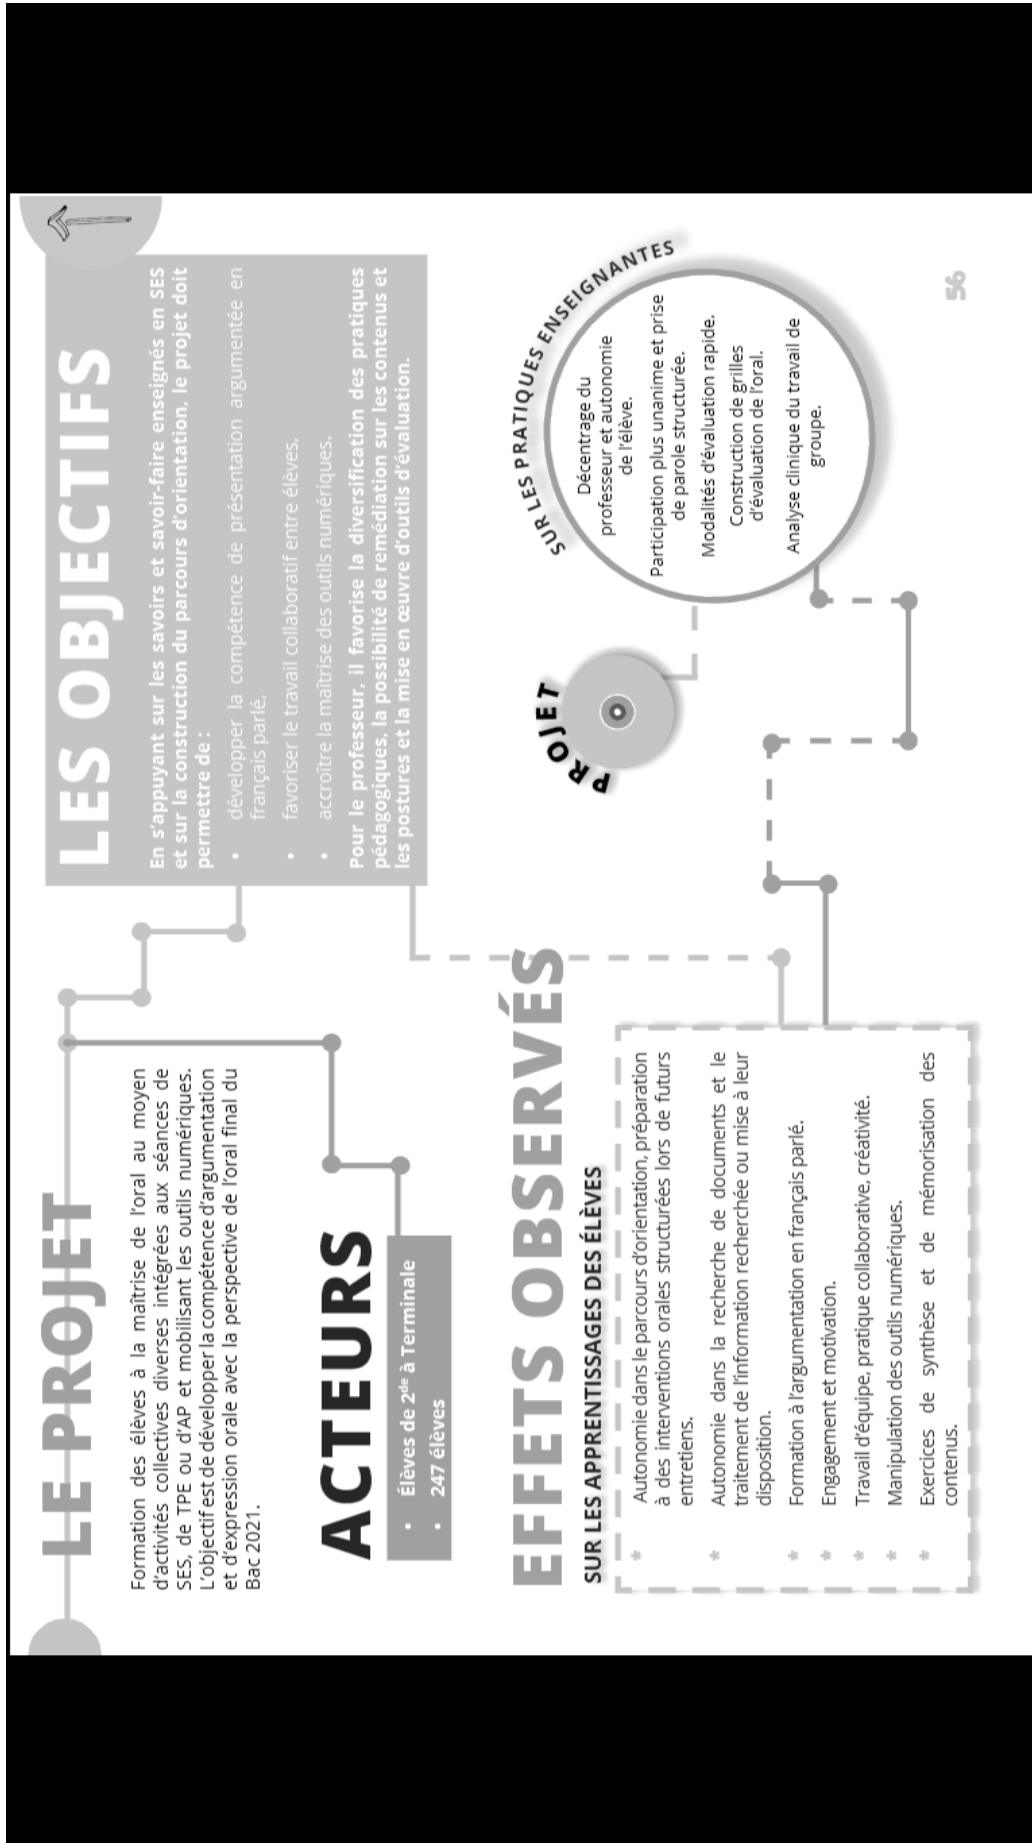 LE PROJET
Formation des élèves à la maîtrise de l'oral au moyen
d'activités collectives diverses intégrées aux séances de
SES, de TPE ou d'AP et mobilisant les outils numériques.
L'objectif est de développer la compétence d'argumentation
et d'expression orale avec la perspective de l'oral final du
Bac 2021.
ACTEURS
• Élèves de 2de à Terminale
• 247 élèves
LES OBJECTIFS
En s'appuyant sur les savoirs et savoir-faire enseignés en SES
et sur la construction du parcours d'orientation, le projet doit
permettre de :
• développer la compétence de présentation argumentée en
français parlé,
• favoriser le travail collaboratif entre élèves,
• accroître la maîtrise des outils numériques.
Pour le professeur, il favorise la diversification des pratiques
pédagogiques, la possibilité de remédiation sur les contenus et
les postures et la mise en œuvre d'outils d'évaluation.
EFFETS OBSERVÉS
SUR LES APPRENTISSAGES DES ÉLÈVES
* Autonomie dans le parcours d'orientation, préparation
à des interventions orales structurées lors de futurs
entretiens.
* Autonomie dans la recherche de documents et le
traitement de l'information recherchée ou mise à leur
disposition.
* Formation à l'argumentation en français parlé.
* Engagement et motivation.
* Travail d'équipe, pratique collaborative, créativité.
* Manipulation des outils numériques.
* Exercices de synthèse et de mémorisation des
contenus.
PROJET
SUR LES PRATIQUES ENSEIGNANTES
Décentrage du
professeur et autonomie
de l'élève.
Participation plus unanime et prise
de parole structurée.
Modalités d'évaluation rapide.
Construction de grilles
d'évaluation de l'oral.
Analyse clinique du travail de
groupe.
56